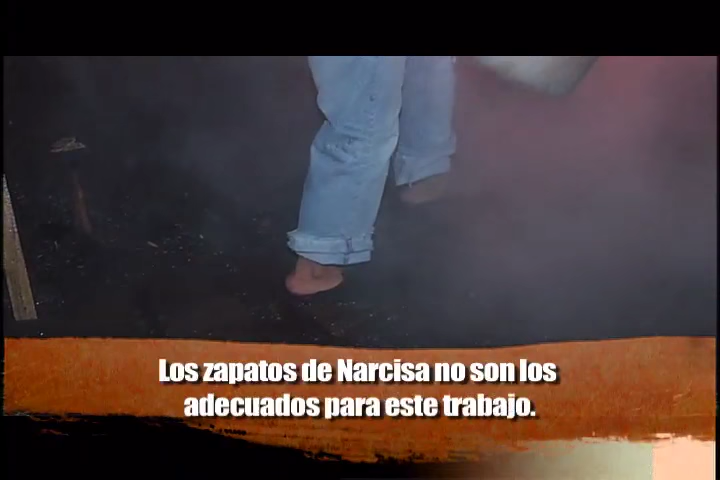 Los zapatos de Narcisa no son los
adecuados para este trabajo.